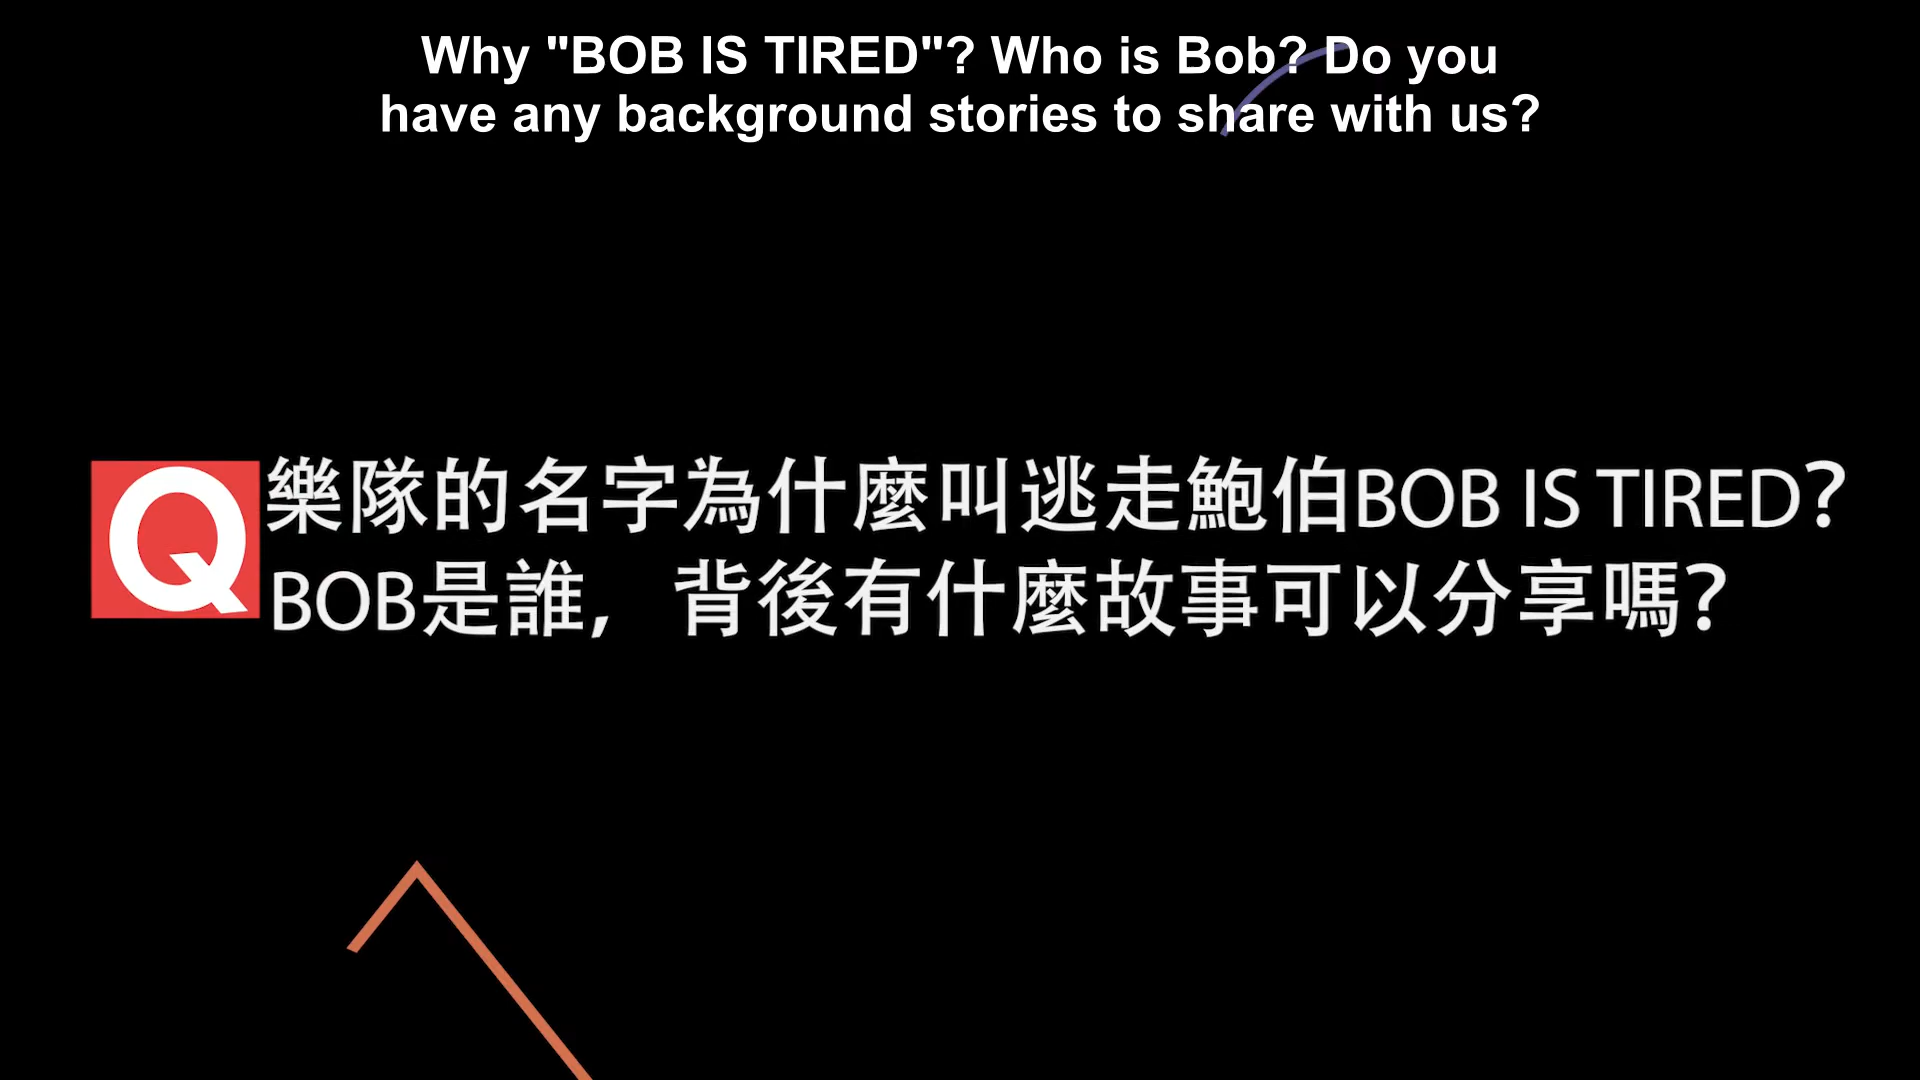 Why "BOB IS TIRED"? Who is Bob? Do you
have any background stories to share with us?
Q
樂隊的名字為什麼叫逃走鮑伯BOB IS TIRED?
BOB是誰, 背後有什麼故事可以分享嗎?